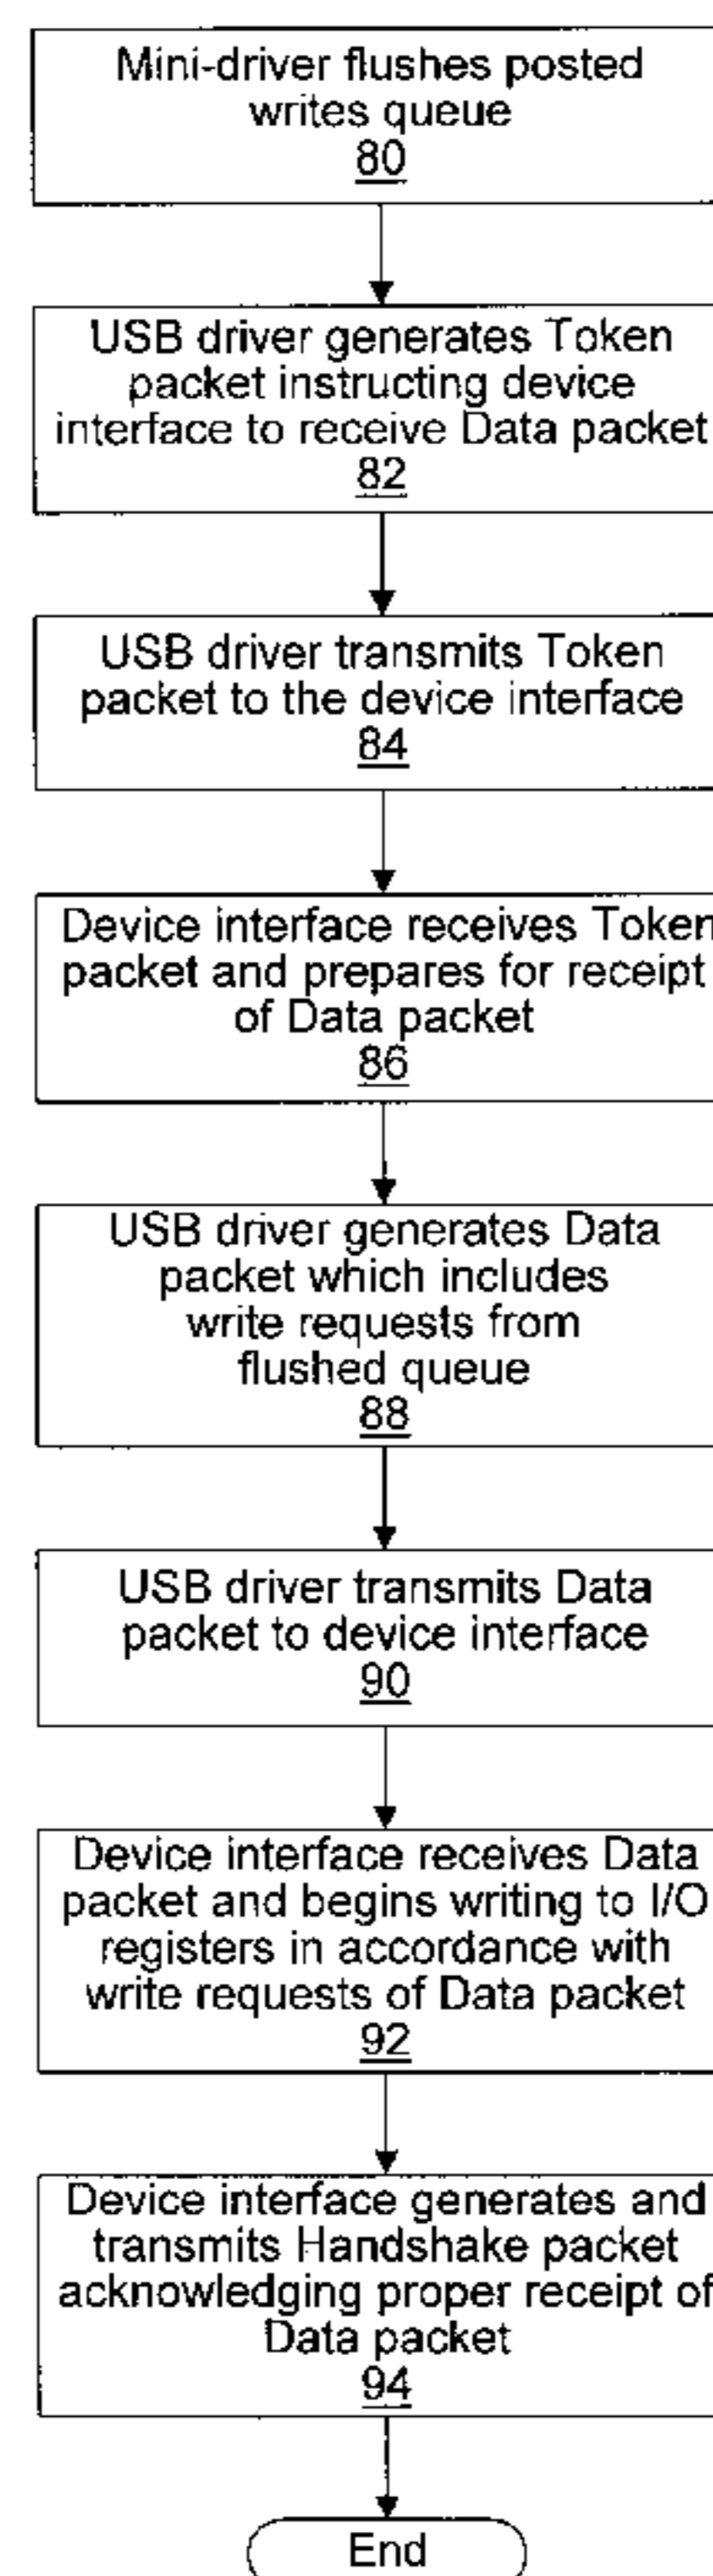 Mini-driver flushes posted
writes queue
80
USB driver generates Token
packet instructing device
interface to receive Data packet
82
USB driver transmits Token
packet to the device interface
84
Device interface receives Token
packet and prepares for receipt
of Data packet
86
USB driver generates Data
packet which includes
write requests from
flushed queue
88
USB driver transmits Data
packet to device interface
90
Device interface receives Data
packet and begins writing to I/O
registers in accordance with
write requests of Data packet
92
Device interface generates and
transmits Handshake packet
acknowledging proper receipt of
Data packet
94
End